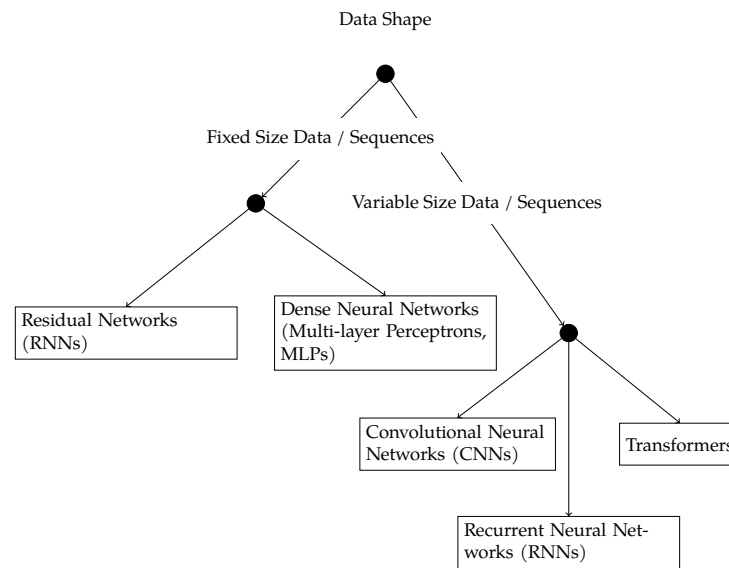 Data Shape
Fixed Size Data / Sequences
Variable Size Data / Sequences
Residual Networks
(RNNs)
Dense Neural Networks
(Multi-layer Perceptrons,
MLPs)
Convolutional Neural
Networks (CNNs)
Transformers
Recurrent Neural Net-
works (RNNs)